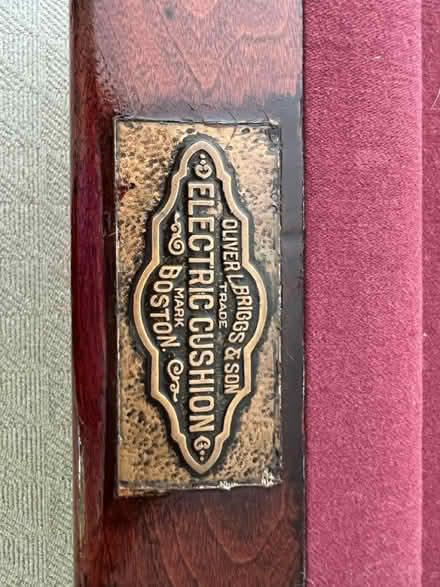 OLIVER L. BRIGGS & SON
TRADE
ELECTRIC CUSHION
MARK
BOSTON.